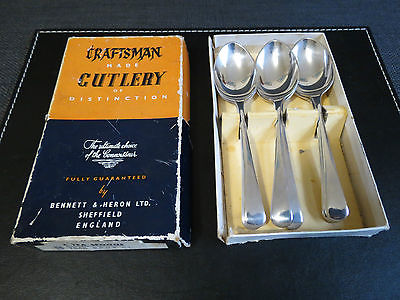 CRAFTSMAN
MADE
CUTLERY
OF
DISTINCTION
The ultimate choice
of the Connoisseur
FULLY GUARANTEED
by
BENNETT & HERON LTD.
SHEFFIELD
ENGLAND